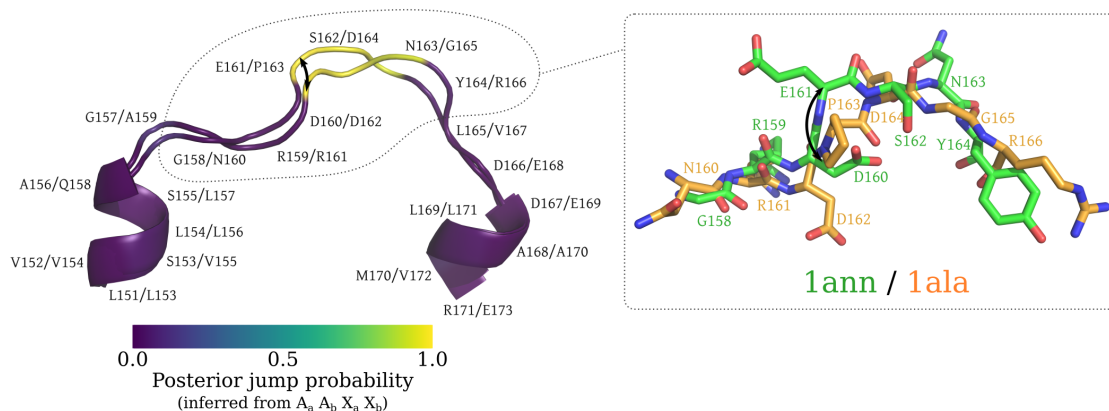 S162/D164
N163/G165
E161/P163
Y164/R166
G157/A159
D160/D162
L165/V167
G158/N160
R159/R161
D166/E168
A156/Q158
S155/L157
D167/E169
L154/L156
L169/L171
V152/V154
S153/V155
A168/A170
M170/V172
L151/L153
R171/E173
0.0 0.5 1.0
Posterior jump probability
(inferred from Aₐ A_b Xₐ X_b)
E161
N163
P163
D164
G165
R159
S162
Y164
R166
N160
D160
R161
G158
D162
1ann / 1ala